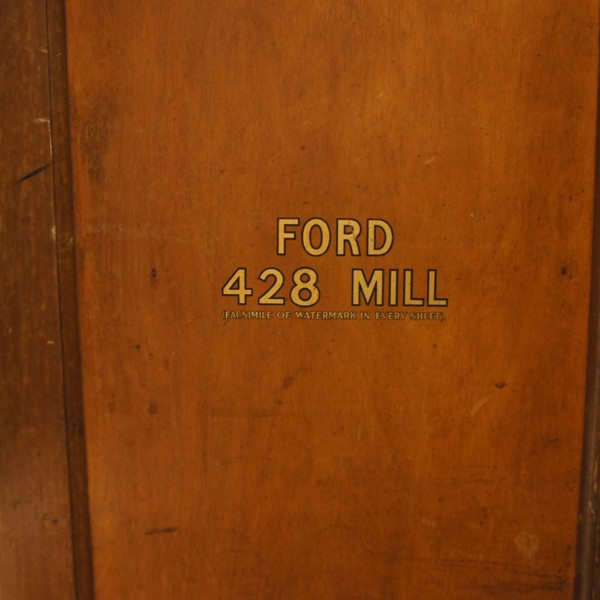 FORD
428 MILL
(FACSIMILE OF WATERMARK IN EVERY SHEET).